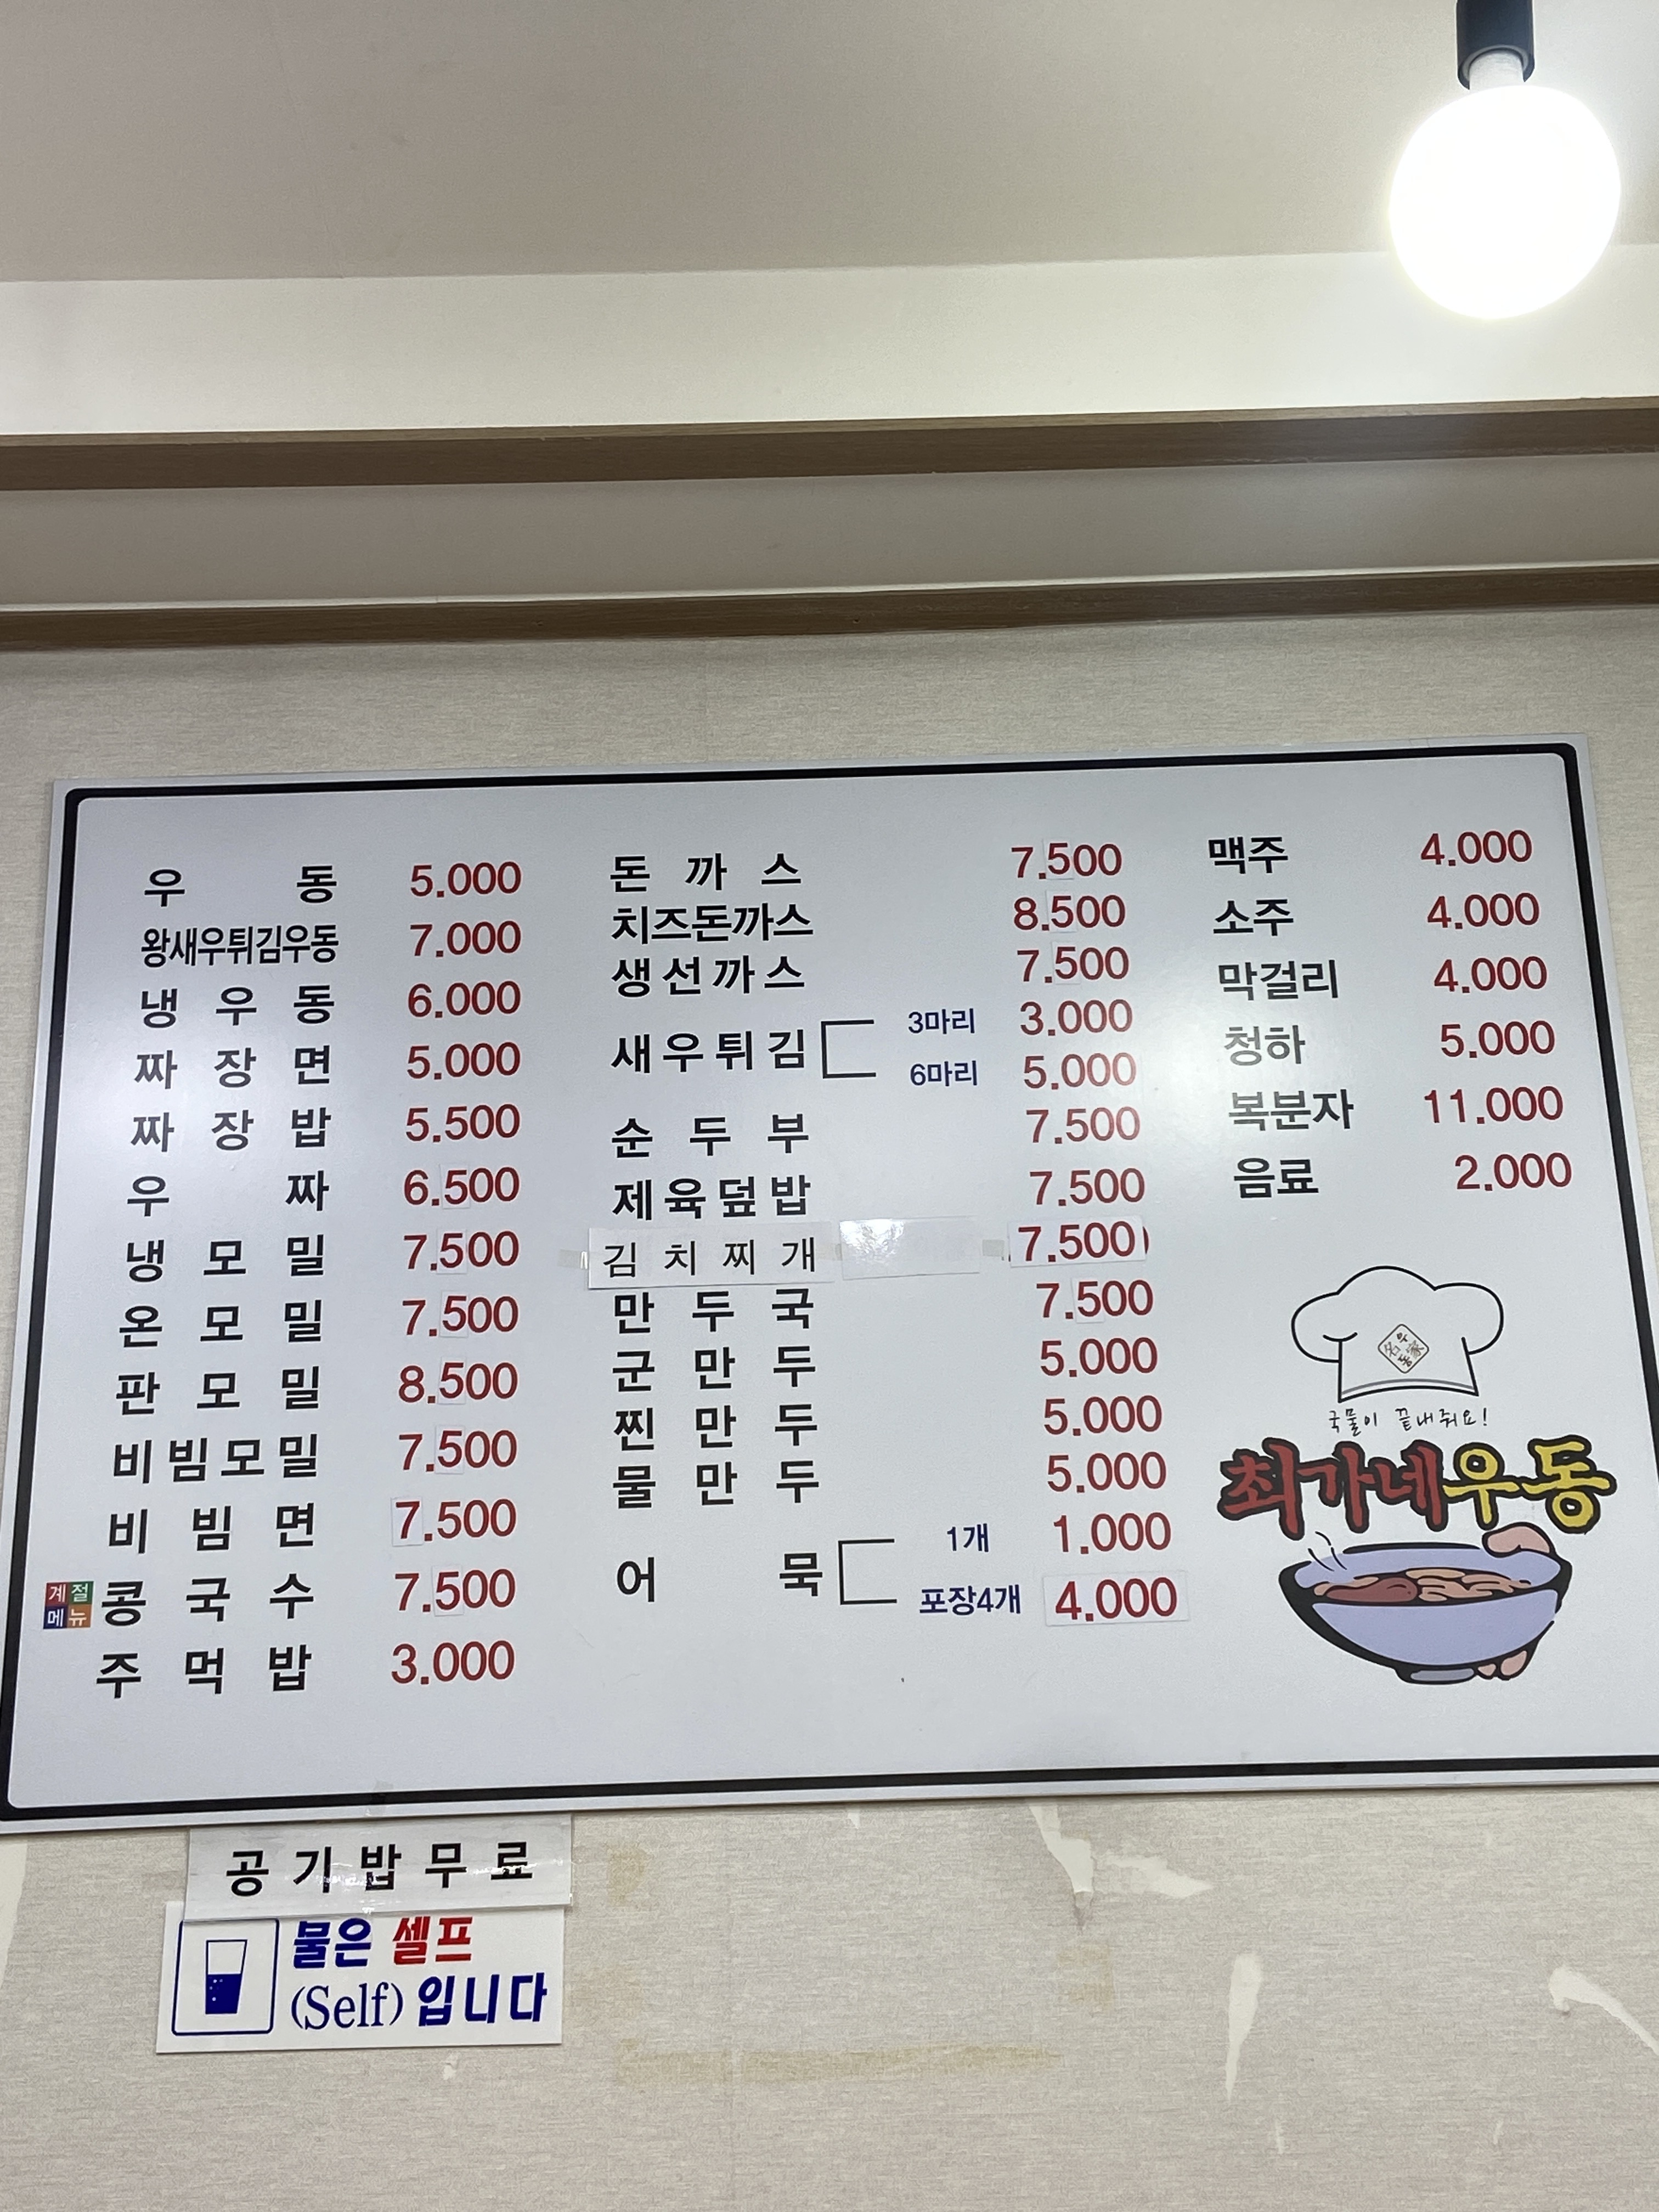 우동 5.000
왕새우튀김우동 7.000
냉우동 6.000
짜장면 5.000
짜장밥 5.500
우짜 6.500
냉모밀 7.500
온모밀 7.500
판모밀 8.500
비빔모밀 7.500
비빔면 7.500
계절메뉴 콩국수 7.500
주먹밥 3.000
돈까스 7.500
치즈돈까스 8.500
생선까스 7.500
새우튀김 3마리 3.000
6마리 5.000
순두부 7.500
제육덮밥 7.500
김치찌개 7.500
만두국 7.500
군만두 5.000
찐만두 5.000
물만두 5.000
어묵 1개 1.000
포장4개 4.000
맥주 4.000
소주 4.000
막걸리 4.000
청하 5.000
복분자 11.000
음료 2.000
국물이 끝내줘요!
최가네우동
공기밥무료
물은 셀프
(Self) 입니다